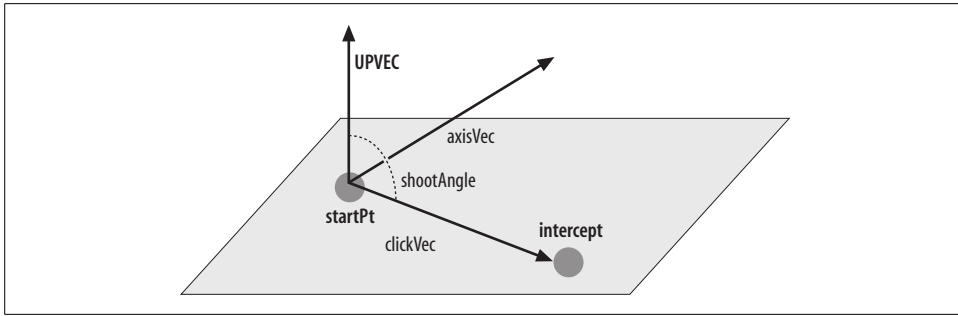 UPVEC
axisVec
shootAngle
startPt
intercept
clickVec